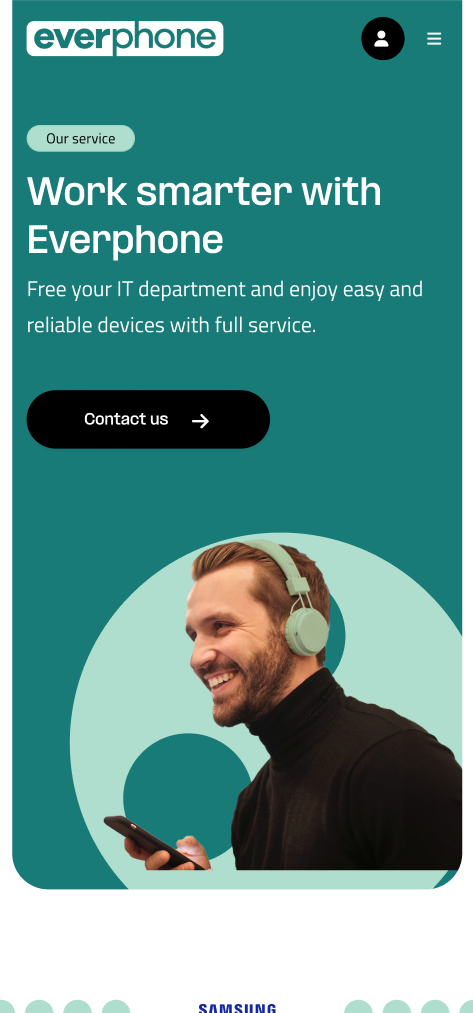 everphone
Our service
Work smarter with
Everphone
Free your IT department and enjoy easy and
reliable devices with full service.
Contact us
SAMSUNG